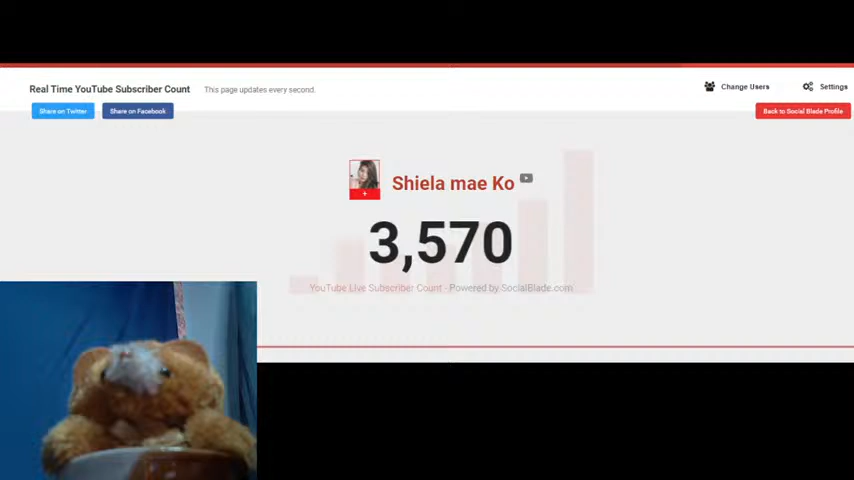 Real Time YouTube Subscriber Count This page updates every second.
Change Users Settings
Share on Twitter Share on Facebook
Back to Social Blade Profile
Shiela mae Ko
+
3,570
YouTube Live Subscriber Count - Powered by SocialBlade.com